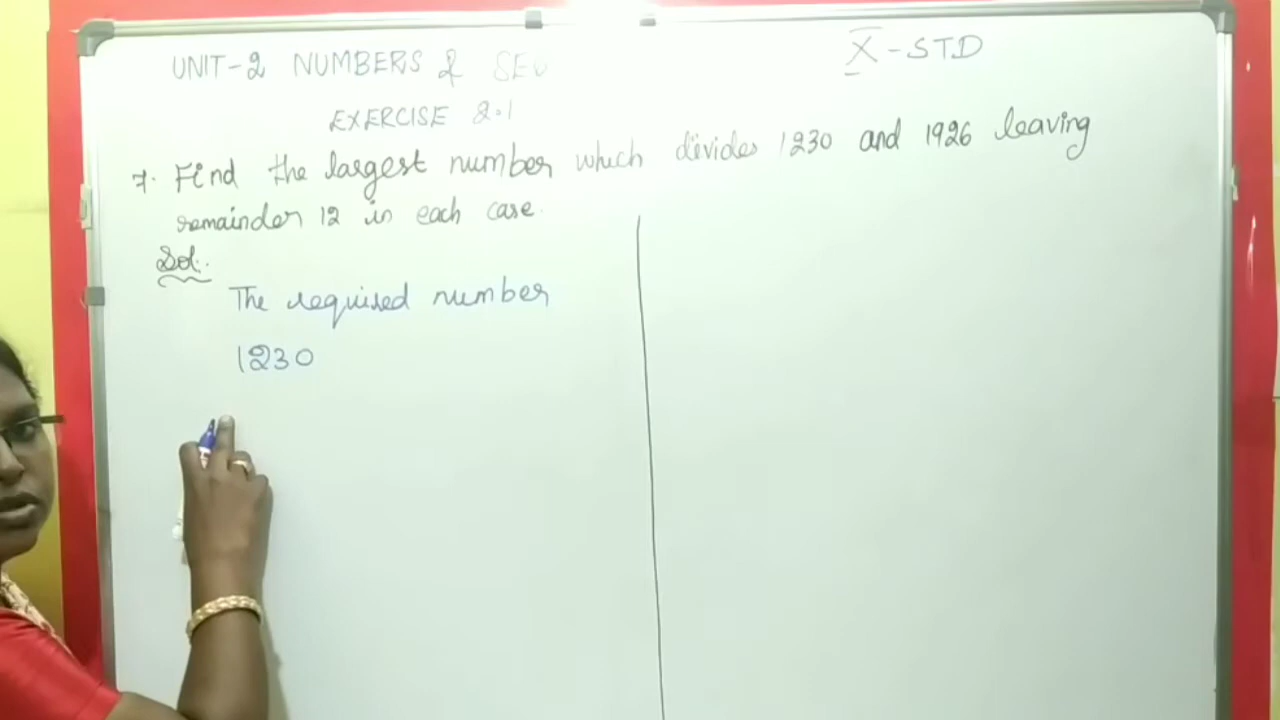 UNIT-2 NUMBERS &
X-STD
EXERCISE 2.1
7. Find the largest number which divides 1230 and 1926 leaving
remainder 12 in each case.
Sol.
The required number
1230